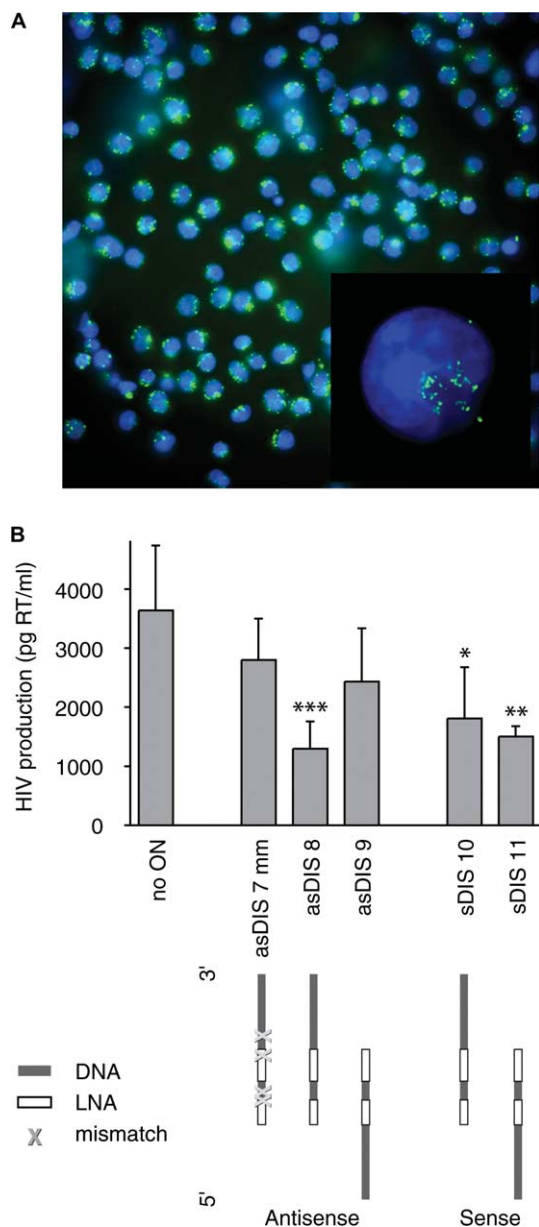 A
B
HIV production (pg RT/ml)
4000
3000
2000
1000
0
***
*
**
no ON
asDIS 7 mm
asDIS 8
asDIS 9
sDIS 10
sDIS 11
3'
5'
DNA
LNA
X mismatch
Antisense
Sense